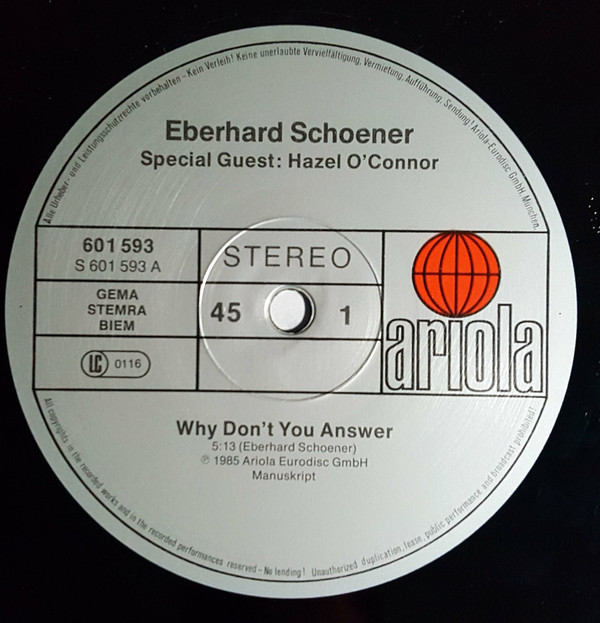 Alle Urheber- und Leistungsschutzrechte vorbehalten – Kein Verleih! Keine unerlaubte Vervielfältigung, Vermietung, Aufführung, Sendung! Ariola-Eurodisc GmbH, München.
Eberhard Schoener
Special Guest: Hazel O'Connor
601 593
S 601 593 A
STEREO
GEMA
STEMRA
BIEM
45
1
LC 0116
ariola
Why Don't You Answer
5:13 (Eberhard Schoener)
℗ 1985 Ariola Eurodisc GmbH
Manuskript
All copyrights in the recorded works and in the recorded performances reserved – No lending! Unauthorized duplication, lease, public performance and broadcast prohibited!